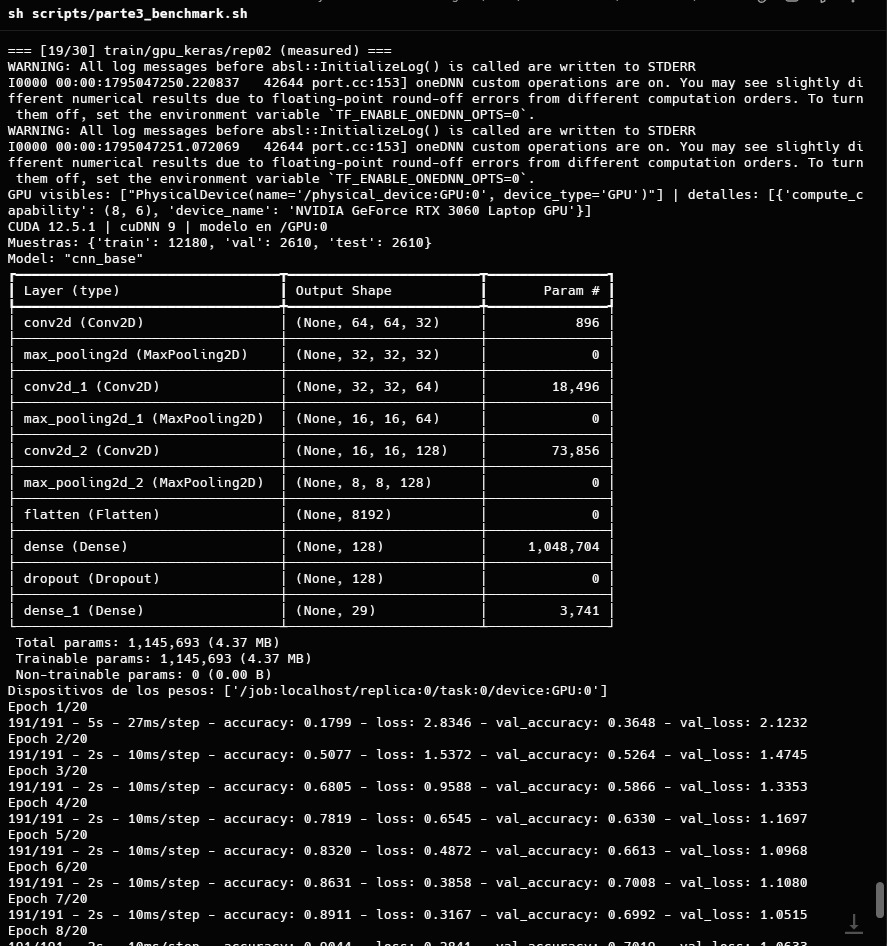 sh scripts/parte3_benchmark.sh
=== [19/30] train/gpu_keras/rep02 (measured) ===
WARNING: All log messages before absl::InitializeLog() is called are written to STDERR
I0000 00:00:1795047250.220837   42644 port.cc:153] oneDNN custom operations are on. You may see slightly di
fferent numerical results due to floating-point round-off errors from different computation orders. To turn
 them off, set the environment variable `TF_ENABLE_ONEDNN_OPTS=0`.
WARNING: All log messages before absl::InitializeLog() is called are written to STDERR
I0000 00:00:1795047251.072069   42644 port.cc:153] oneDNN custom operations are on. You may see slightly di
fferent numerical results due to floating-point round-off errors from different computation orders. To turn
 them off, set the environment variable `TF_ENABLE_ONEDNN_OPTS=0`.
GPU visibles: ["PhysicalDevice(name='/physical_device:GPU:0', device_type='GPU')"] | detalles: [{'compute_c
apability': (8, 6), 'device_name': 'NVIDIA GeForce RTX 3060 Laptop GPU'}]
CUDA 12.5.1 | cuDNN 9 | modelo en /GPU:0
Muestras: {'train': 12180, 'val': 2610, 'test': 2610}
Model: "cnn_base"
Layer (type) Output Shape Param #
conv2d (Conv2D) (None, 64, 64, 32) 896
max_pooling2d (MaxPooling2D) (None, 32, 32, 32) 0
conv2d_1 (Conv2D) (None, 32, 32, 64) 18,496
max_pooling2d_1 (MaxPooling2D) (None, 16, 16, 64) 0
conv2d_2 (Conv2D) (None, 16, 16, 128) 73,856
max_pooling2d_2 (MaxPooling2D) (None, 8, 8, 128) 0
flatten (Flatten) (None, 8192) 0
dense (Dense) (None, 128) 1,048,704
dropout (Dropout) (None, 128) 0
dense_1 (Dense) (None, 29) 3,741
Total params: 1,145,693 (4.37 MB)
Trainable params: 1,145,693 (4.37 MB)
Non-trainable params: 0 (0.00 B)
Dispositivos de los pesos: ['/job:localhost/replica:0/task:0/device:GPU:0']
Epoch 1/20
191/191 - 5s - 27ms/step - accuracy: 0.1799 - loss: 2.8346 - val_accuracy: 0.3648 - val_loss: 2.1232
Epoch 2/20
191/191 - 2s - 10ms/step - accuracy: 0.5077 - loss: 1.5372 - val_accuracy: 0.5264 - val_loss: 1.4745
Epoch 3/20
191/191 - 2s - 10ms/step - accuracy: 0.6805 - loss: 0.9588 - val_accuracy: 0.5866 - val_loss: 1.3353
Epoch 4/20
191/191 - 2s - 10ms/step - accuracy: 0.7819 - loss: 0.6545 - val_accuracy: 0.6330 - val_loss: 1.1697
Epoch 5/20
191/191 - 2s - 10ms/step - accuracy: 0.8320 - loss: 0.4872 - val_accuracy: 0.6613 - val_loss: 1.0968
Epoch 6/20
191/191 - 2s - 10ms/step - accuracy: 0.8631 - loss: 0.3858 - val_accuracy: 0.7008 - val_loss: 1.1080
Epoch 7/20
191/191 - 2s - 10ms/step - accuracy: 0.8911 - loss: 0.3167 - val_accuracy: 0.6992 - val_loss: 1.0515
Epoch 8/20